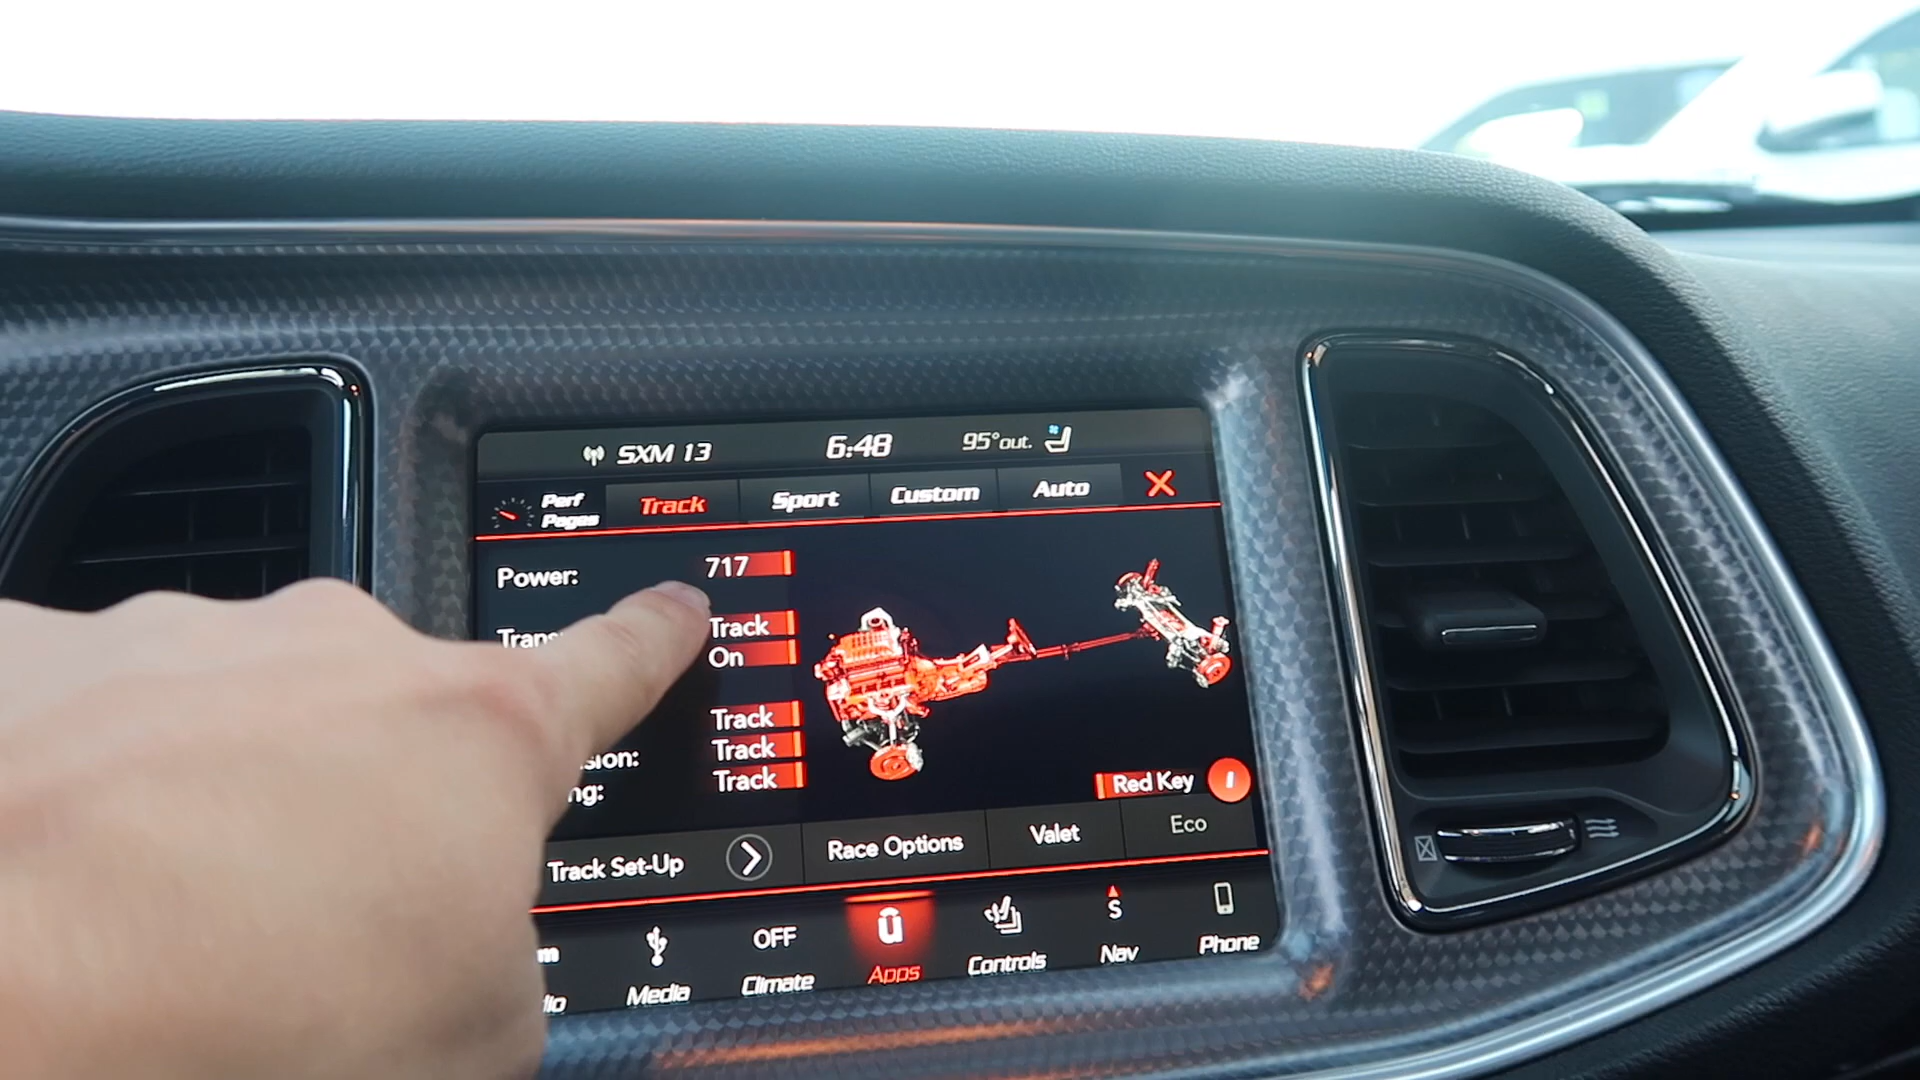 SXM 13 6:48 95°out.
Perf Pages Track Sport Custom Auto
Power: 717
Track
On
Track
Track
Track
Red Key
Track Set-Up Race Options Valet Eco
OFF S
Media Climate Apps Controls Nav Phone